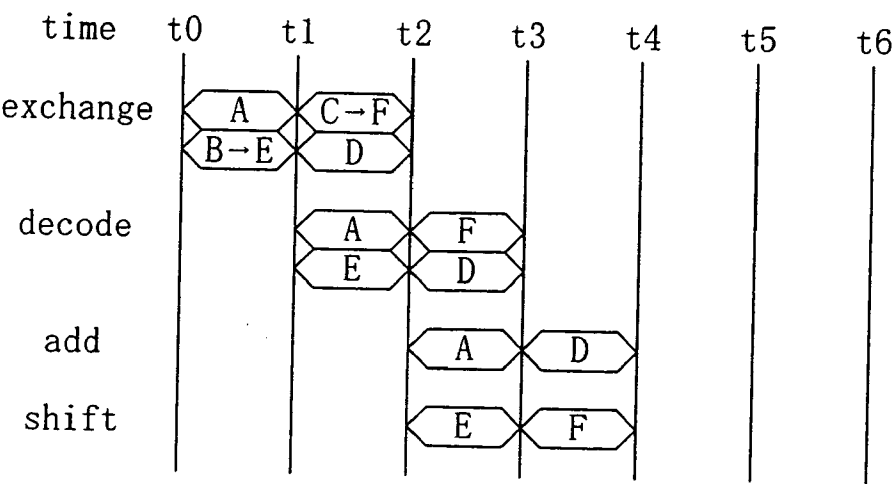 time t0 t1 t2 t3 t4 t5 t6
exchange A C→F
B→E D
decode A F
E D
add A D
shift E F